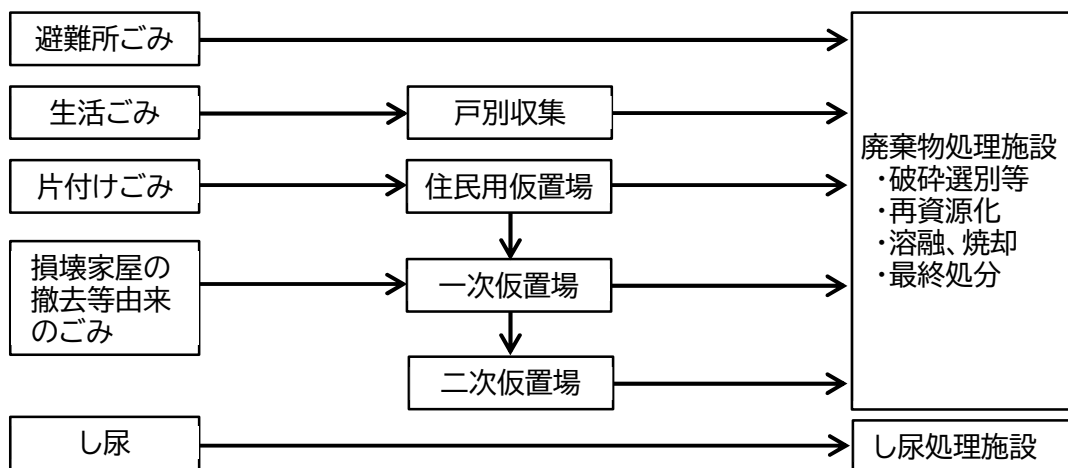 避難所ごみ
生活ごみ
戸別収集
片付けごみ
住民用仮置場
損壊家屋の
撤去等由来
のごみ
一次仮置場
二次仮置場
廃棄物処理施設
・破砕選別等
・再資源化
・溶融、焼却
・最終処分
し尿
し尿処理施設